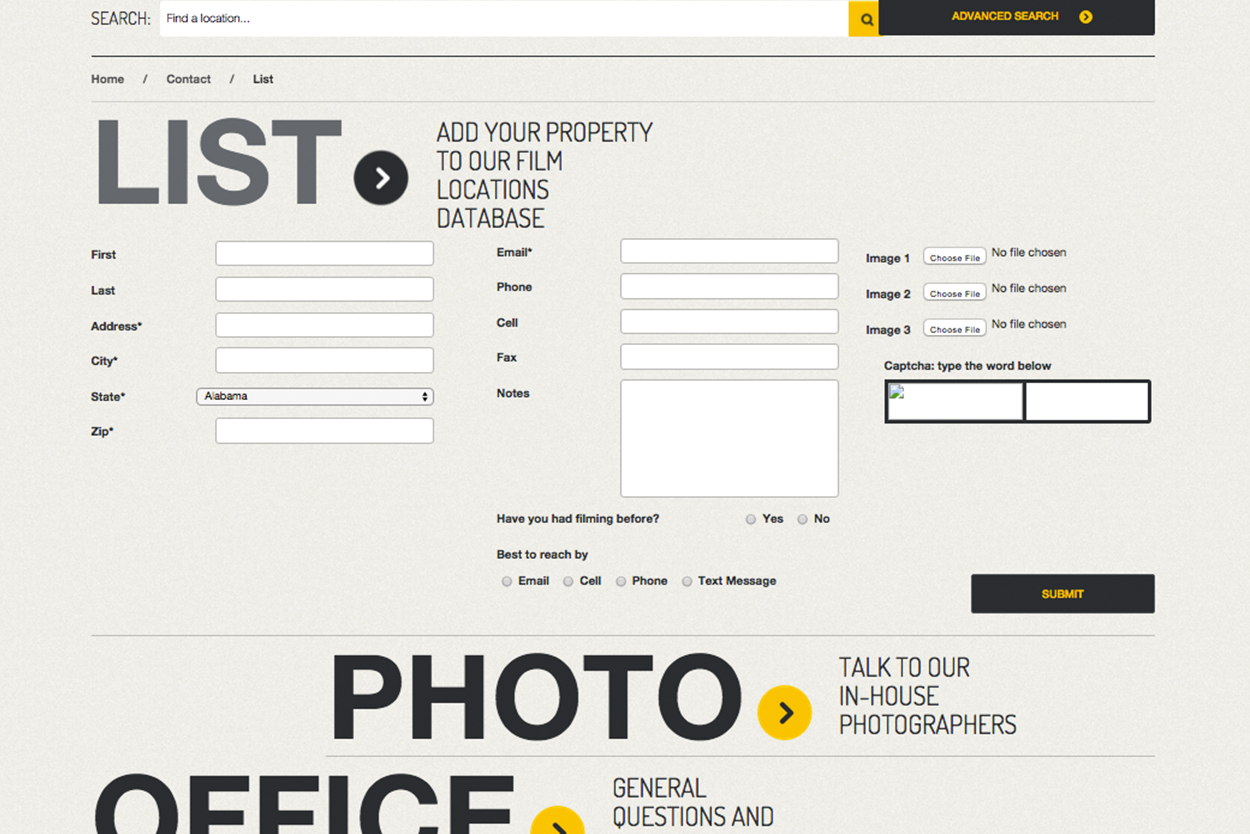 SEARCH: Find a location... ADVANCED SEARCH
Home / Contact / List
LIST
ADD YOUR PROPERTY
TO OUR FILM
LOCATIONS
DATABASE
First
Last
Address*
City*
State* Alabama
Zip*
Email*
Phone
Cell
Fax
Notes
Have you had filming before? Yes No
Best to reach by
Email Cell Phone Text Message
Image 1 Choose File No file chosen
Image 2 Choose File No file chosen
Image 3 Choose File No file chosen
Captcha: type the word below
SUBMIT
PHOTO
TALK TO OUR
IN-HOUSE
PHOTOGRAPHERS
OFFICE
GENERAL
QUESTIONS AND